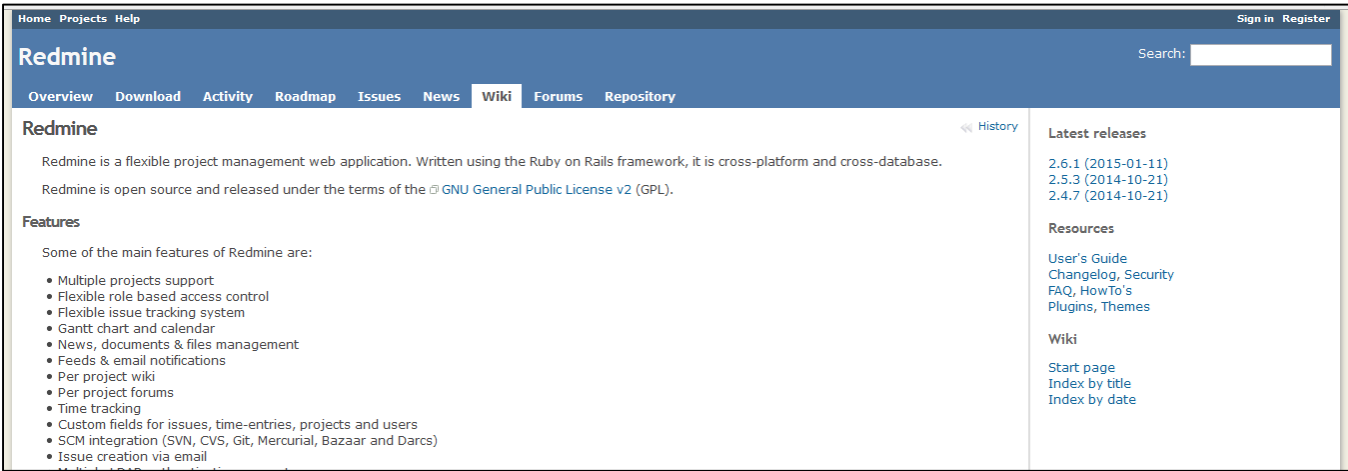 Home Projects Help
Sign in Register
Redmine
Search:
Overview Download Activity Roadmap Issues News Wiki Forums Repository
Redmine
History
Redmine is a flexible project management web application. Written using the Ruby on Rails framework, it is cross-platform and cross-database.
Redmine is open source and released under the terms of the GNU General Public License v2 (GPL).
Features
Some of the main features of Redmine are:
• Multiple projects support
• Flexible role based access control
• Flexible issue tracking system
• Gantt chart and calendar
• News, documents & files management
• Feeds & email notifications
• Per project wiki
• Per project forums
• Time tracking
• Custom fields for issues, time-entries, projects and users
• SCM integration (SVN, CVS, Git, Mercurial, Bazaar and Darcs)
• Issue creation via email
Latest releases
2.6.1 (2015-01-11)
2.5.3 (2014-10-21)
2.4.7 (2014-10-21)
Resources
User's Guide
Changelog, Security
FAQ, HowTo's
Plugins, Themes
Wiki
Start page
Index by title
Index by date